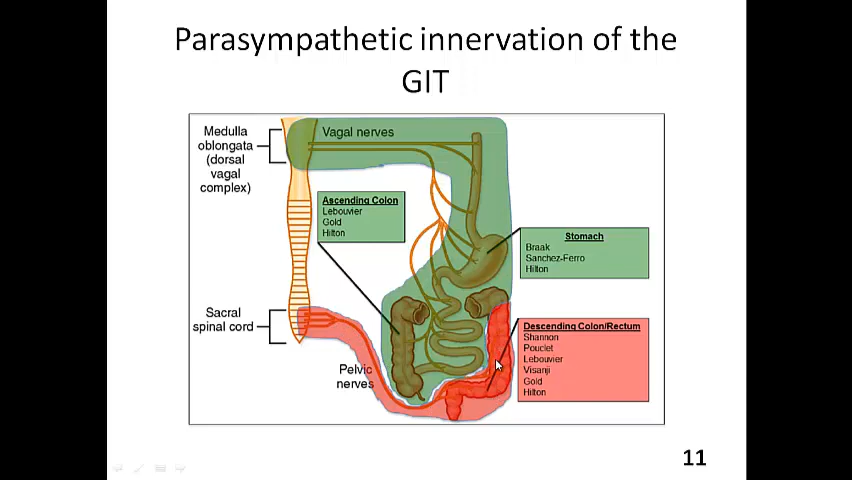 Parasympathetic innervation of the
GIT
Medulla
oblongata
(dorsal
vagal
complex)
Vagal nerves
Ascending Colon
Lebouvier
Gold
Hilton
Stomach
Braak
Sanchez-Ferro
Hilton
Sacral
spinal cord
Pelvic
nerves
Descending Colon/Rectum
Shannon
Pouclet
Lebouvier
Visanji
Gold
Hilton
11